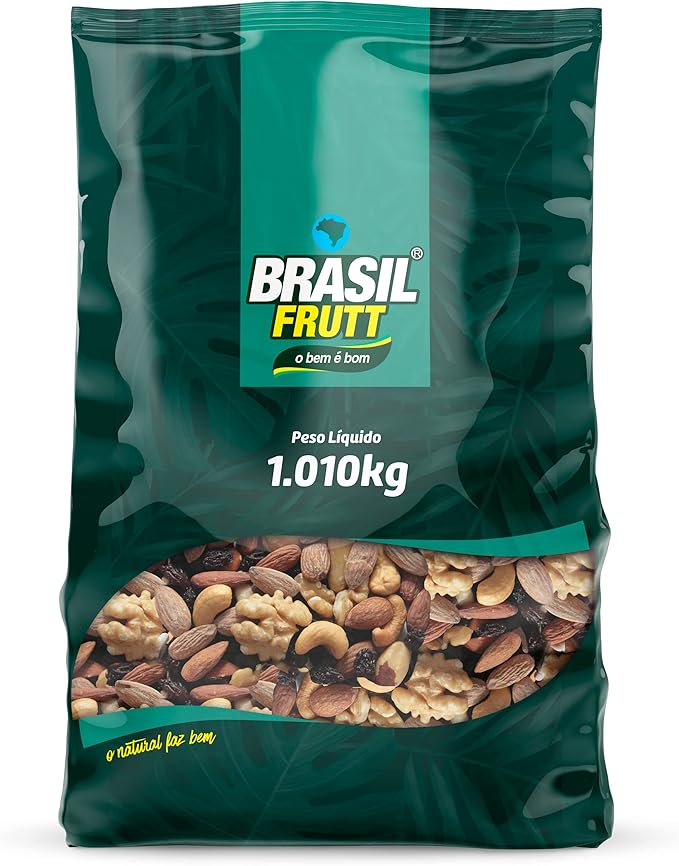 BRASIL®
FRUTT
o bem é bom
Peso Líquido
1.010kg
o natural faz bem